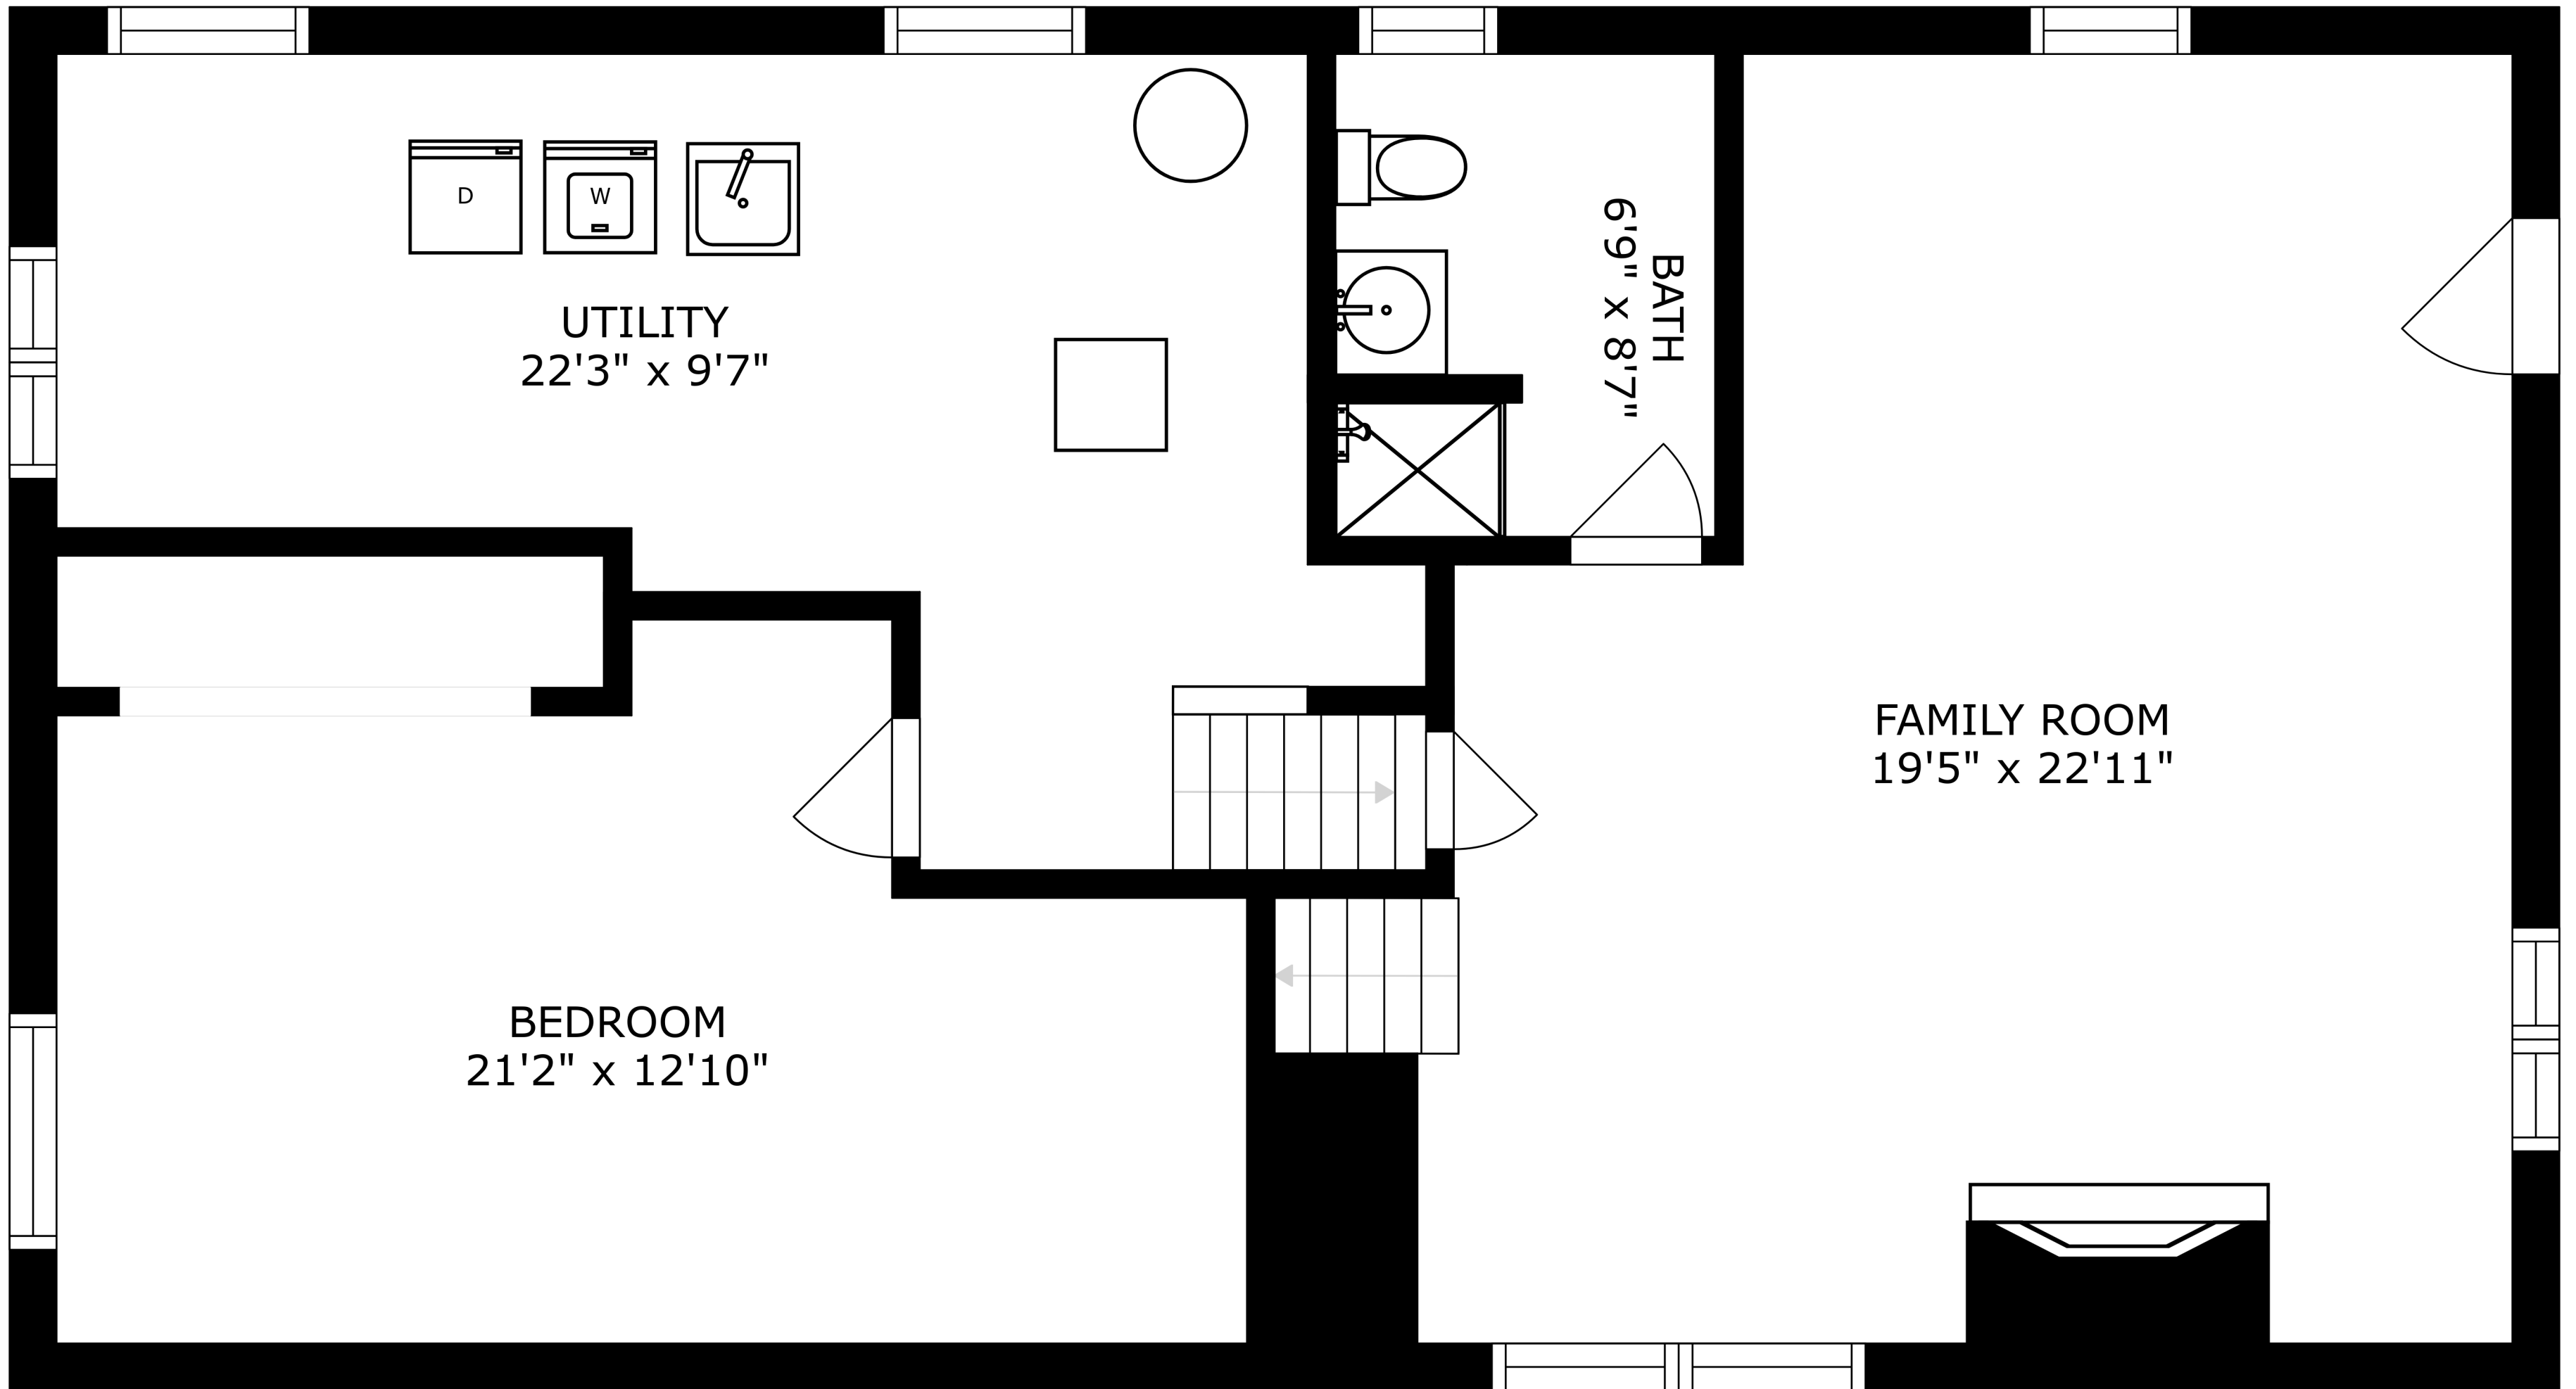 D
W
UTILITY
22'3" x 9'7"
BATH
6'9" x 8'7"
FAMILY ROOM
19'5" x 22'11"
BEDROOM
21'2" x 12'10"